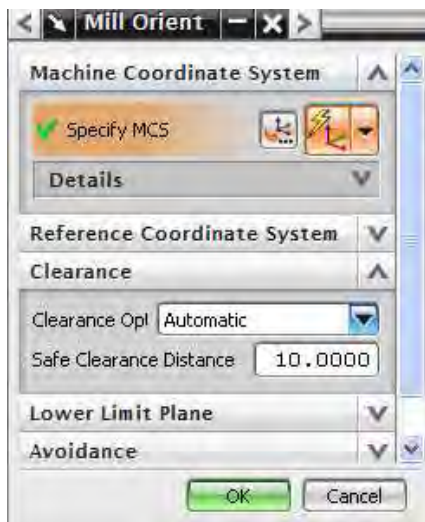 Mill Orient
Machine Coordinate System
Specify MCS
Details
Reference Coordinate System
Clearance
Clearance Opt Automatic
Safe Clearance Distance 10.0000
Lower Limit Plane
Avoidance
OK Cancel